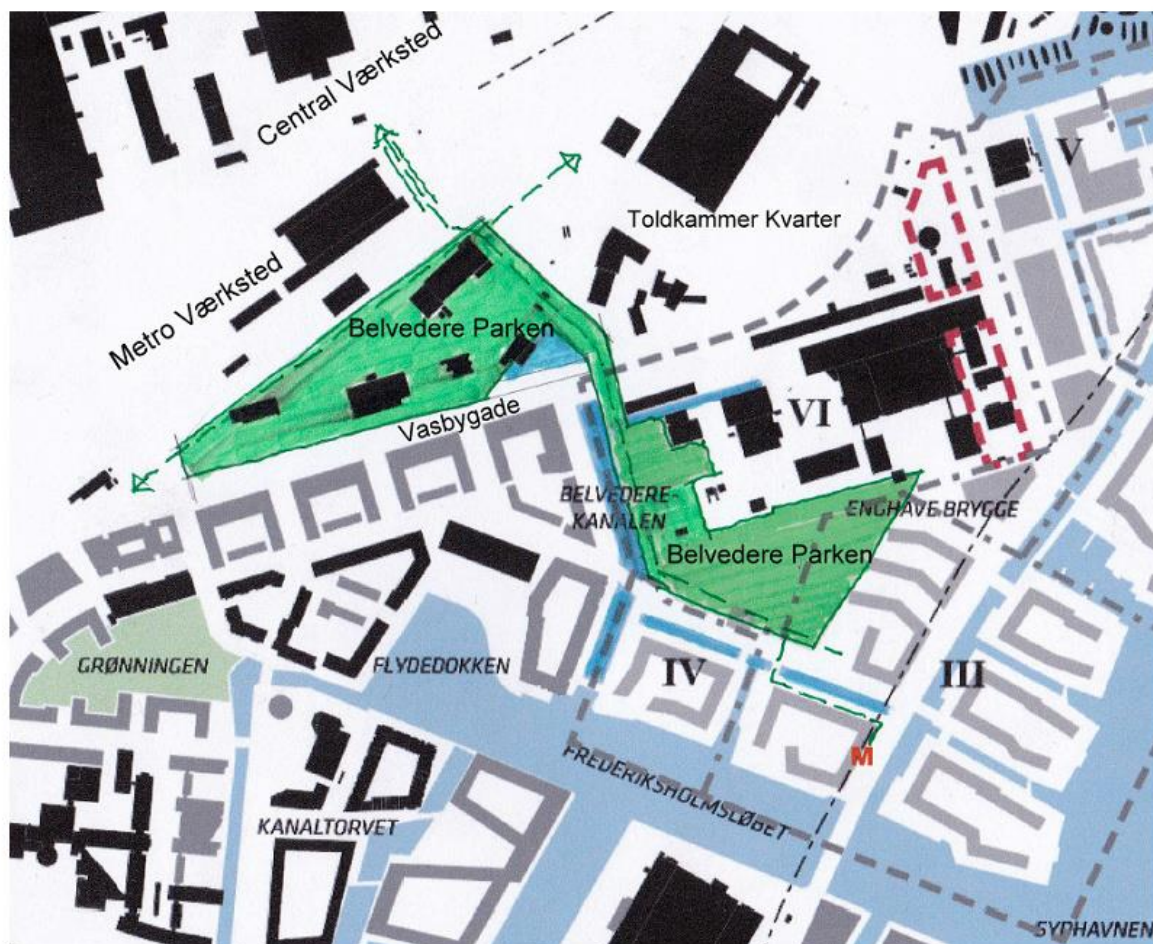 Central Værksted
V
Toldkammer Kvarter
Metro Værksted
Belvedere Parken
Vasbygade
VI
BELVEDERE-
KANALEN
ENGHAVE BRYGGE
Belvedere Parken
GRØNNINGEN
FLYDEDOKKEN
IV
III
M
FREDERIKSHOLMSLØBET
KANALTORVET
SYDHAVNEN